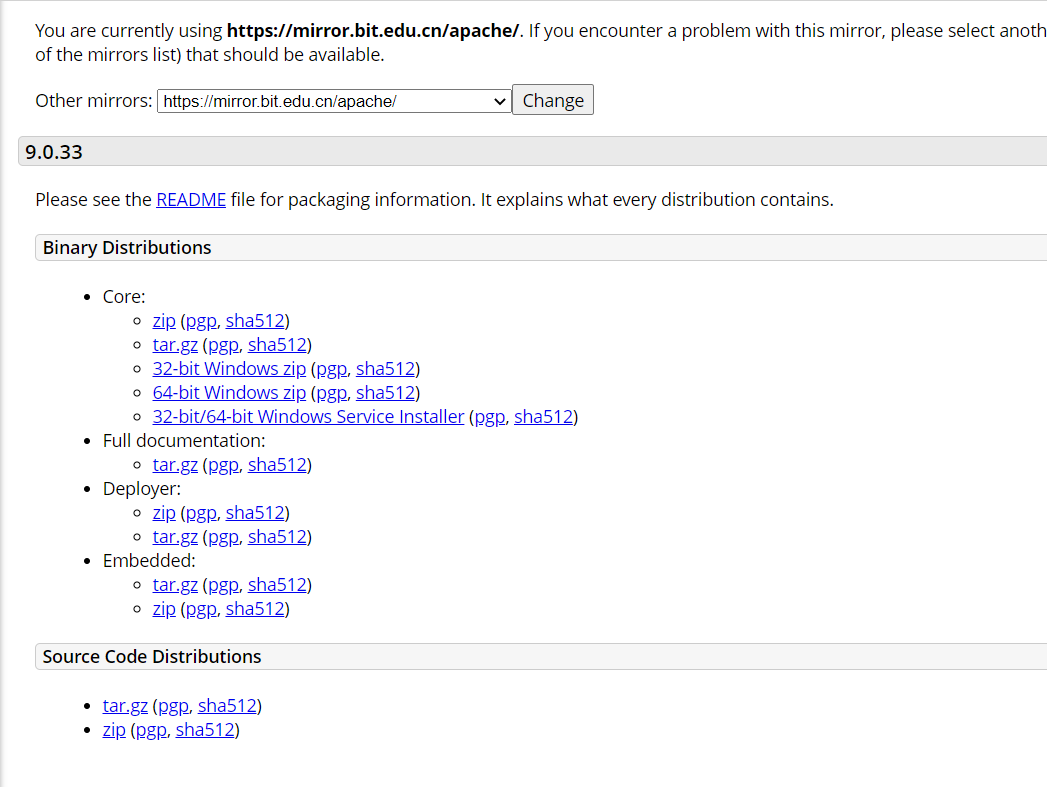 You are currently using https://mirror.bit.edu.cn/apache/. If you encounter a problem with this mirror, please select anoth
of the mirrors list) that should be available.
Other mirrors: https://mirror.bit.edu.cn/apache/ Change
9.0.33
Please see the README file for packaging information. It explains what every distribution contains.
Binary Distributions
• Core:
◦ zip (pgp, sha512)
◦ tar.gz (pgp, sha512)
◦ 32-bit Windows zip (pgp, sha512)
◦ 64-bit Windows zip (pgp, sha512)
◦ 32-bit/64-bit Windows Service Installer (pgp, sha512)
• Full documentation:
◦ tar.gz (pgp, sha512)
• Deployer:
◦ zip (pgp, sha512)
◦ tar.gz (pgp, sha512)
• Embedded:
◦ tar.gz (pgp, sha512)
◦ zip (pgp, sha512)
Source Code Distributions
• tar.gz (pgp, sha512)
• zip (pgp, sha512)